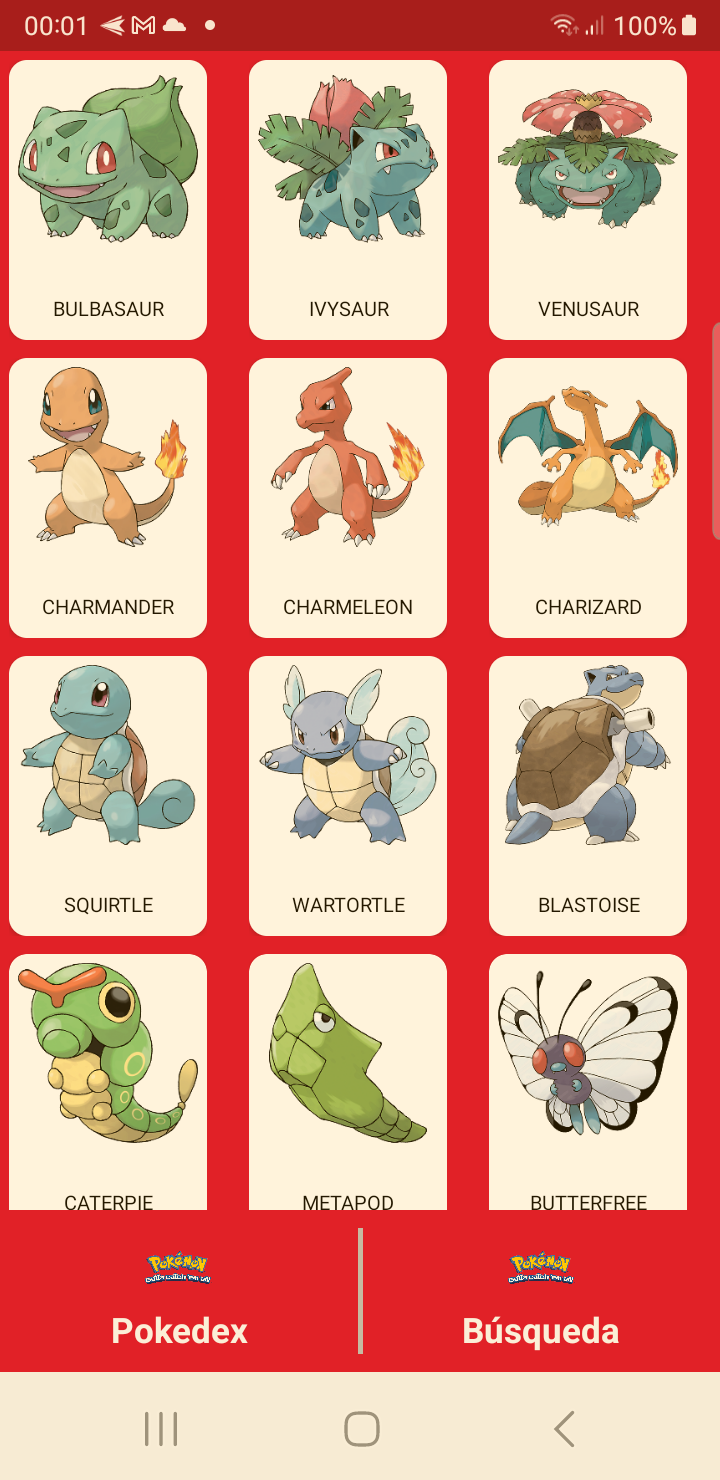 00:01 100%
BULBASAUR IVYSAUR VENUSAUR
CHARMANDER CHARMELEON CHARIZARD
SQUIRTLE WARTORTLE BLASTOISE
CATERPIE METAPOD BUTTERFREE
POKéMON POKéMON
Pokedex Búsqueda